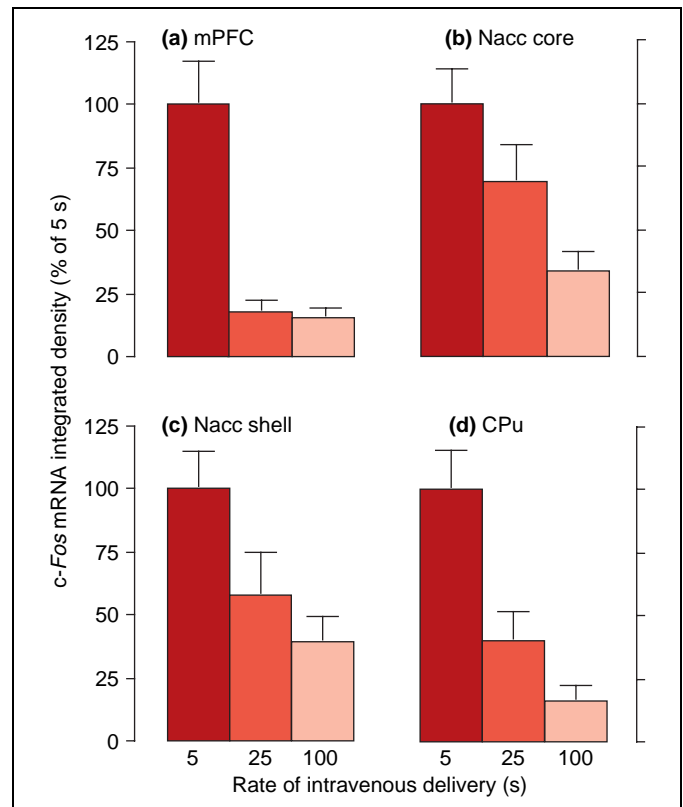 c-Fos mRNA integrated density (% of 5 s)
(a) mPFC
(b) Nacc core
125
100
75
50
25
0
(c) Nacc shell
(d) CPu
125
100
75
50
25
0
5 25 100 5 25 100
Rate of intravenous delivery (s)